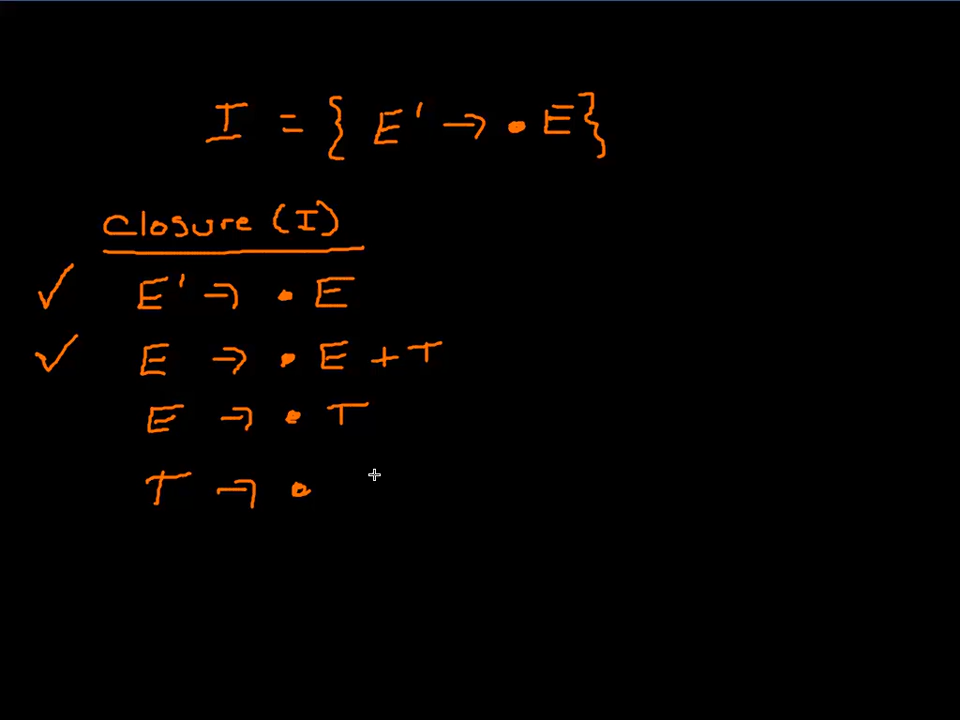 I = { E' → • E }
Closure (I)
✓ E' → • E
✓ E → • E + T
E → • T
T → •